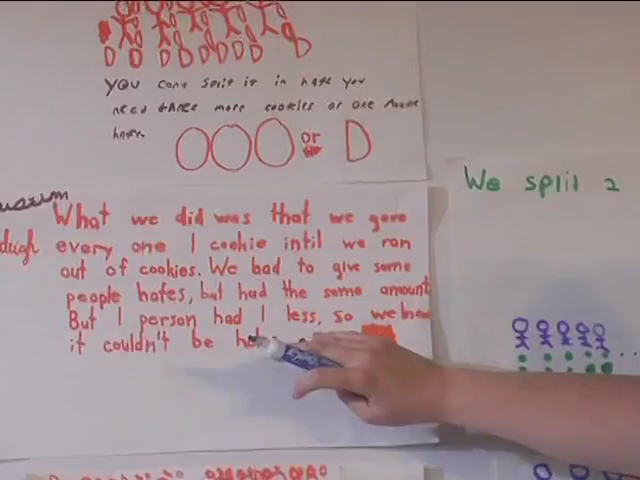 you cant split it in hafe you
need three more cookies or one more
or
We split 2
What we did was that we gave
every one 1 cookie intil we ran
out of cookies. We had to give some
people hafes, but had the same amount
But 1 person had 1 less, so we
it couldn't be